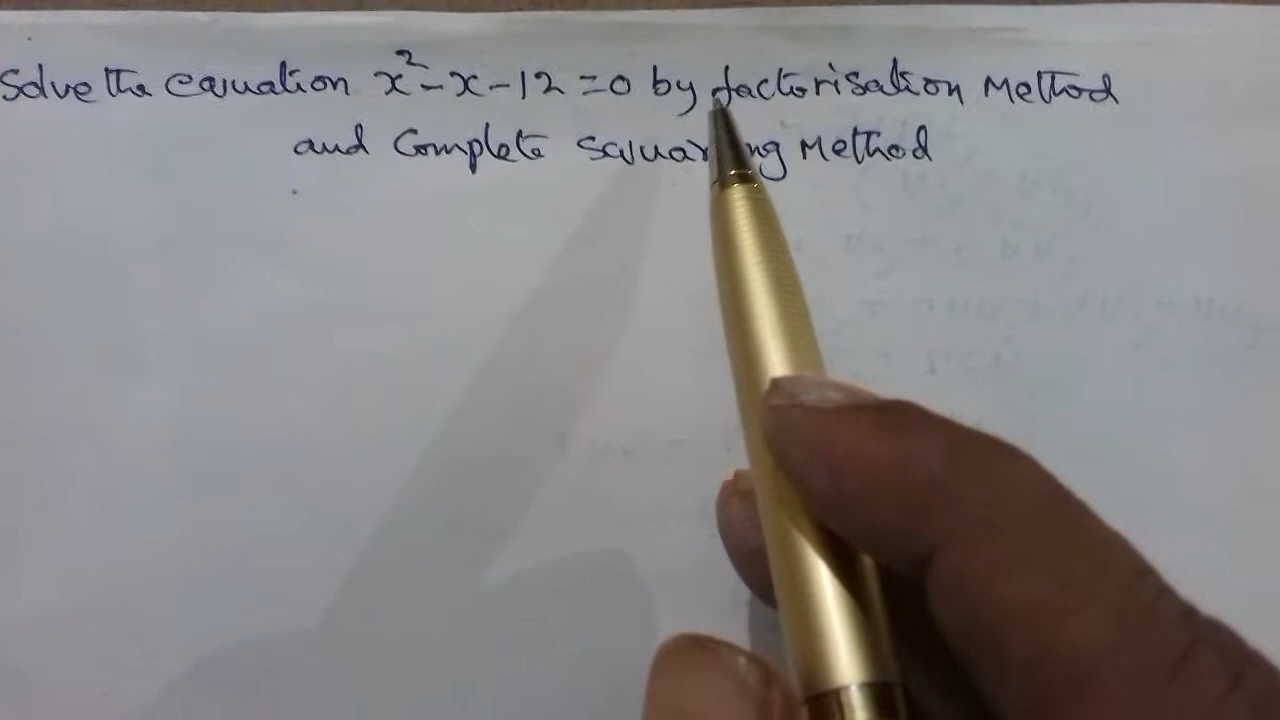 Solve the equation x² - x - 12 = 0 by factorisation Method
and Complete Squaring Method